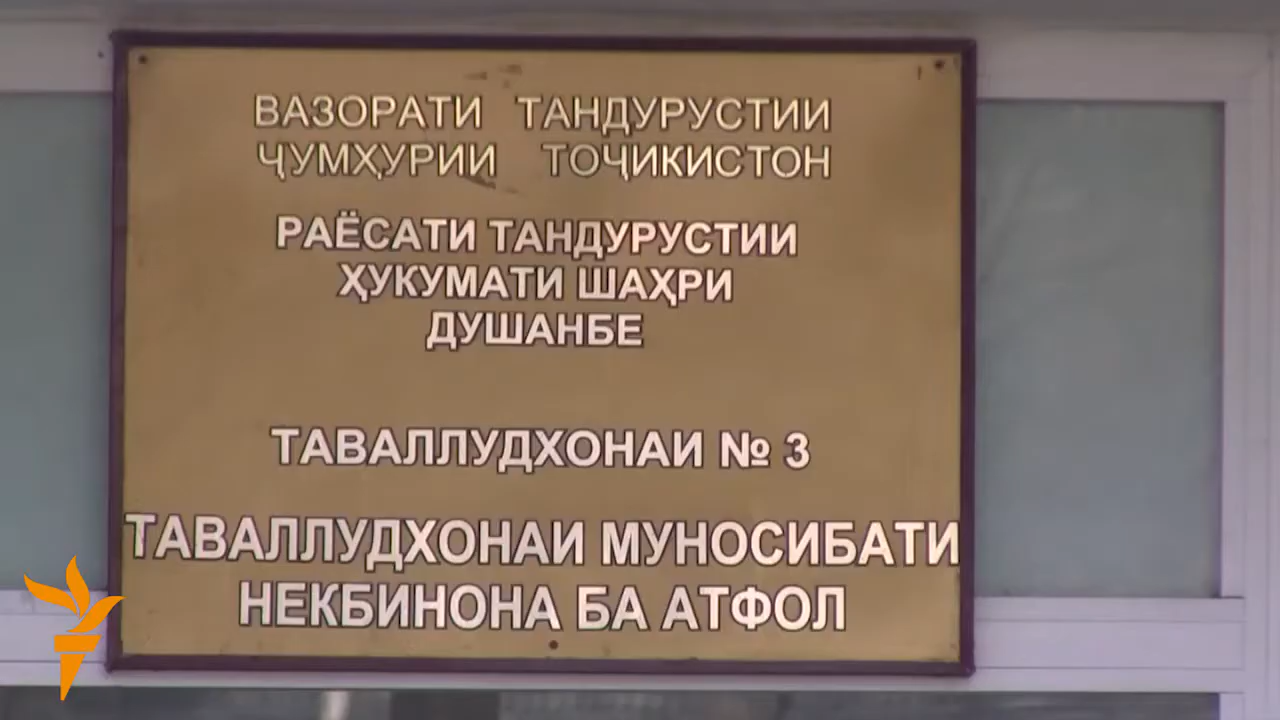 ВАЗОРАТИ ТАНДУРУСТИИ
ҶУМҲУРИИ ТОҶИКИСТОН
РАЁСАТИ ТАНДУРУСТИИ
ҲУКУМАТИ ШАҲРИ
ДУШАНБЕ
ТАВАЛЛУДХОНАИ № 3
ТАВАЛЛУДХОНАИ МУНОСИБАТИ
НЕКБИНОНА БА АТФОЛ